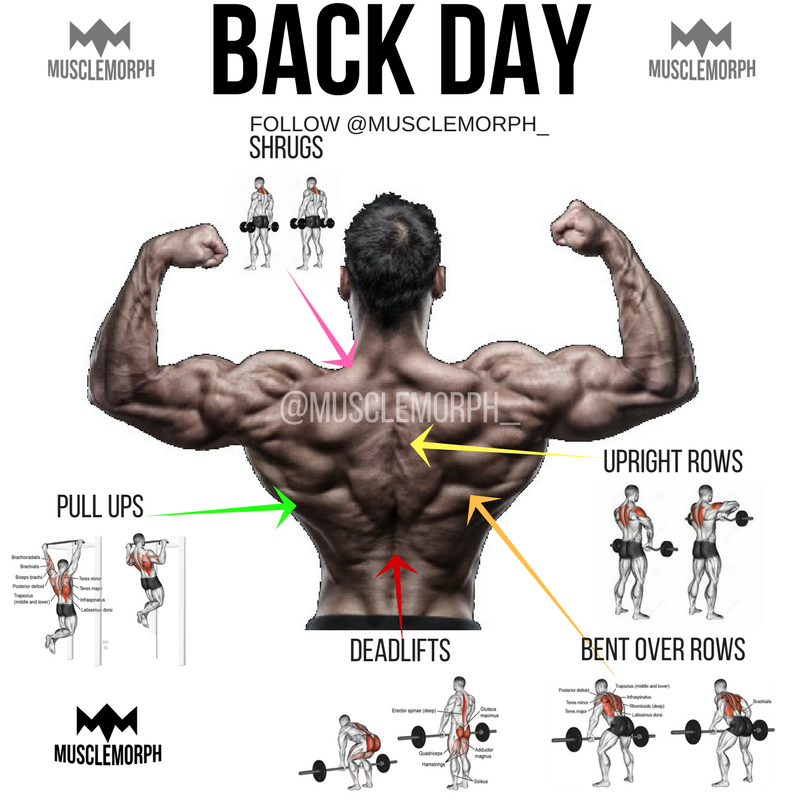 BACK DAY
MUSCLEMORPH
MUSCLEMORPH
FOLLOW @MUSCLEMORPH_
SHRUGS
@MUSCLEMORPH_
UPRIGHT ROWS
PULL UPS
Brachioradialis
Brachialis
Biceps brachii
Posterior deltoid
Trapezius
(middle and lower)
Teres minor
Teres major
Infraspinatus
Latissimus dorsi
DEADLIFTS
Erector spinae (deep)
Gluteus
maximus
Quadriceps
Hamstrings
Adductor
magnus
Soleus
BENT OVER ROWS
Posterior deltoid
Trapezius (middle and lower)
Teres minor
Infraspinatus
Teres major
Rhomboids (deep)
Latissimus dorsi
Brachialis
MUSCLEMORPH